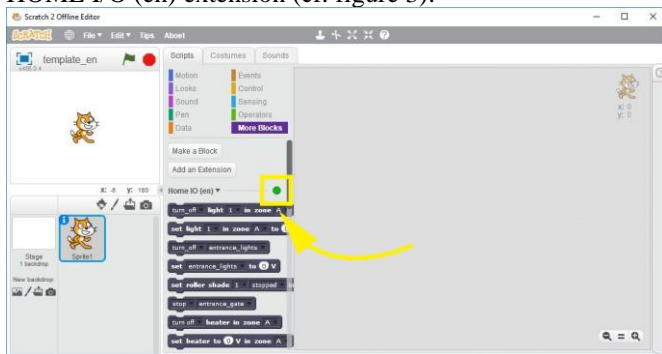 HOME I/O (en) extension (cf. figure 3).
Scratch 2 Offline Editor
SCRATCH File Edit Tips About
template_en
Scripts Costumes Sounds
Motion Events
Looks Control
Sound Sensing
Pen Operators
Data More Blocks
Make a Block
Add an Extension
Home IO (en)
turn_off light 1 in zone A
set light 1 in zone A to 0
turn_off entrance_lights
set entrance_lights to 0 V
set roller shade 1 stopped
stop entrance_gate
turn off heater in zone A
set heater to 0 V in zone A
X: -8 Y: 180
Stage
1 backdrop
New backdrop:
Sprite1
x: 0
y: 0